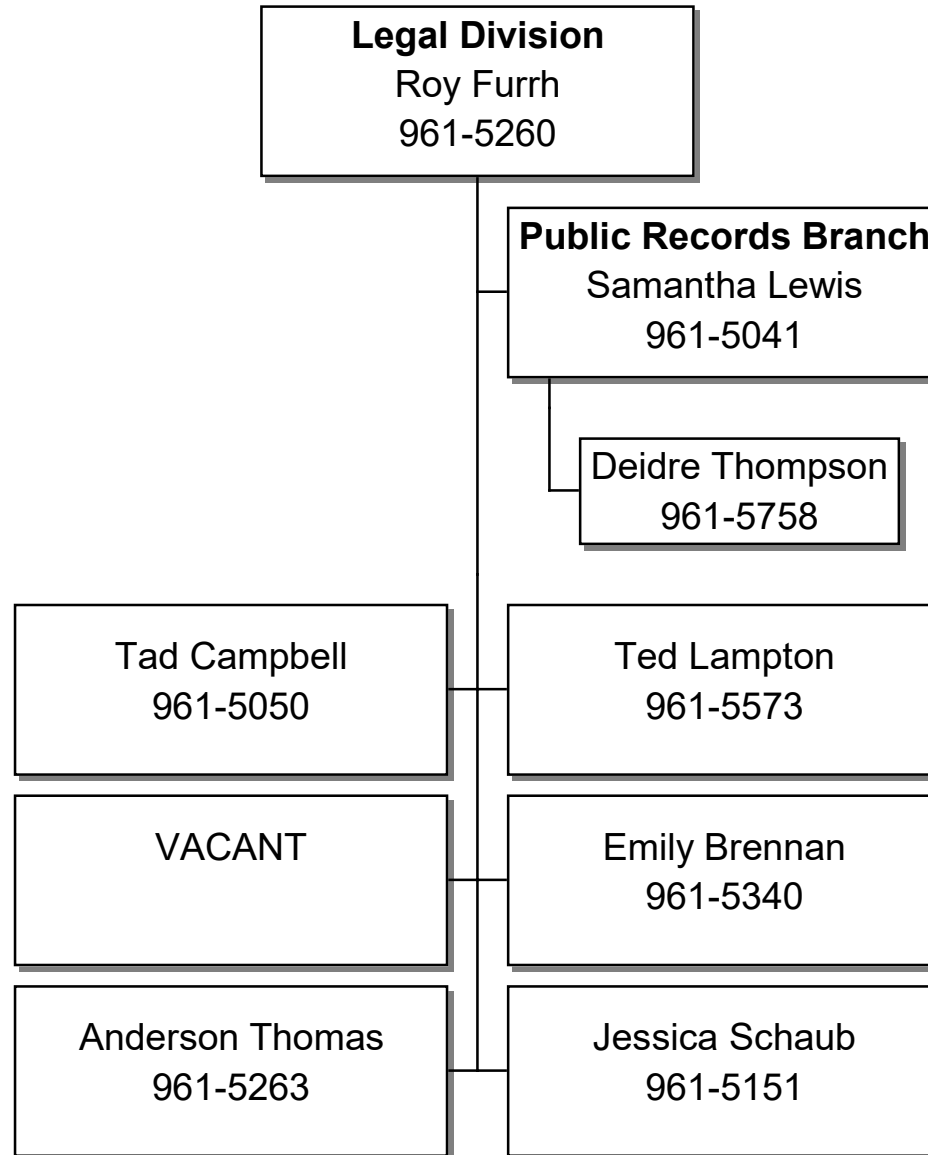 Legal Division
Roy Furrh
961-5260
Public Records Branch
Samantha Lewis
961-5041
Deidre Thompson
961-5758
Tad Campbell
961-5050
Ted Lampton
961-5573
VACANT
Emily Brennan
961-5340
Anderson Thomas
961-5263
Jessica Schaub
961-5151